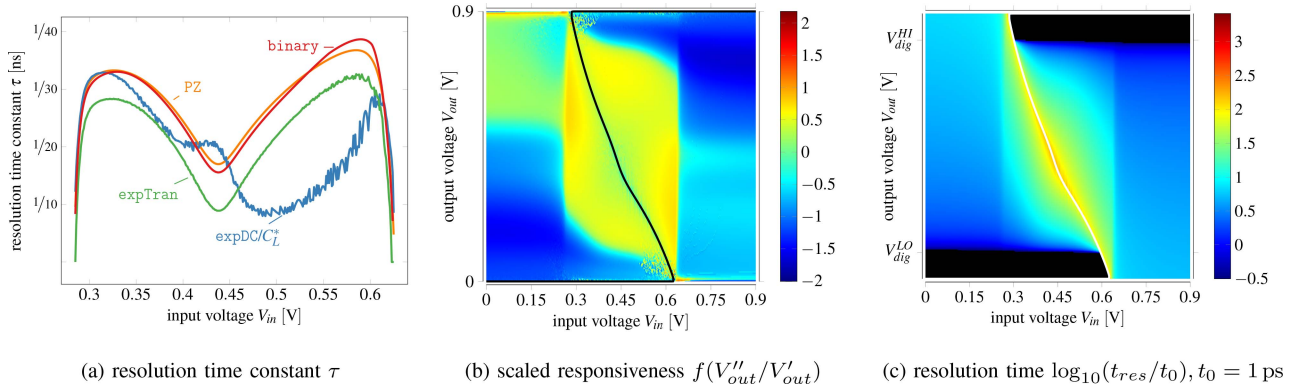 resolution time constant τ [ns]
1/40
1/30
1/20
1/10
binary
PZ
expTran
expDC/C*L
0.3 0.35 0.4 0.45 0.5 0.55 0.6
input voltage Vin [V]
(a) resolution time constant τ
output voltage Vout [V]
0.9
0
0 0.15 0.3 0.45 0.6 0.75 0.9
input voltage Vin [V]
2
1.5
1
0.5
0
−0.5
−1
−1.5
−2
(b) scaled responsiveness f(V''out/V'out)
output voltage Vout [V]
VHIdig
VLOdig
0 0.15 0.3 0.45 0.6 0.75 0.9
input voltage Vin [V]
3
2.5
2
1.5
1
0.5
0
−0.5
(c) resolution time log10(tres/t0), t0 = 1 ps